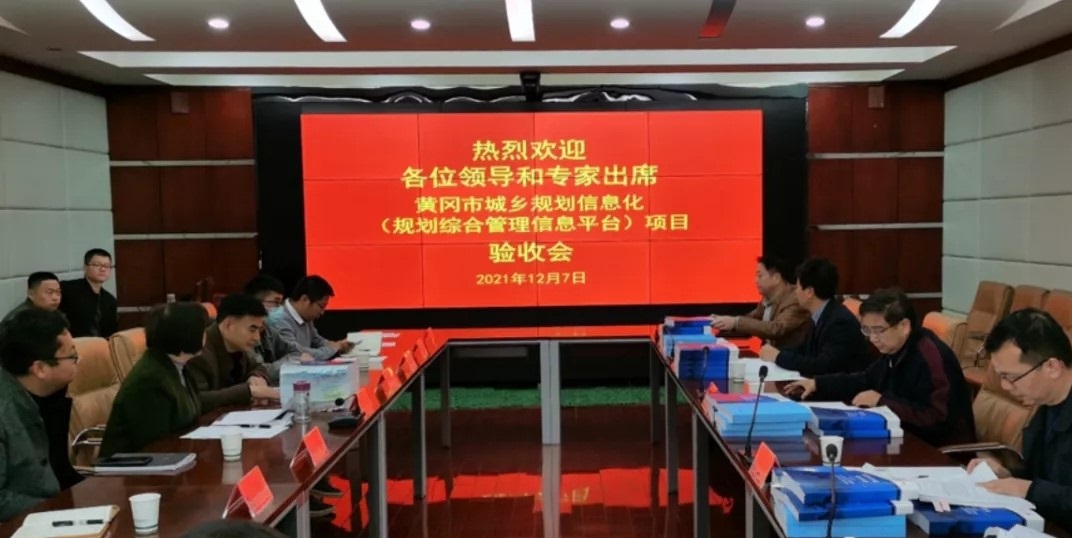 热烈欢迎
各位领导和专家出席
黄冈市城乡规划信息化
（规划综合管理信息平台）项目
验收会
2021年12月7日